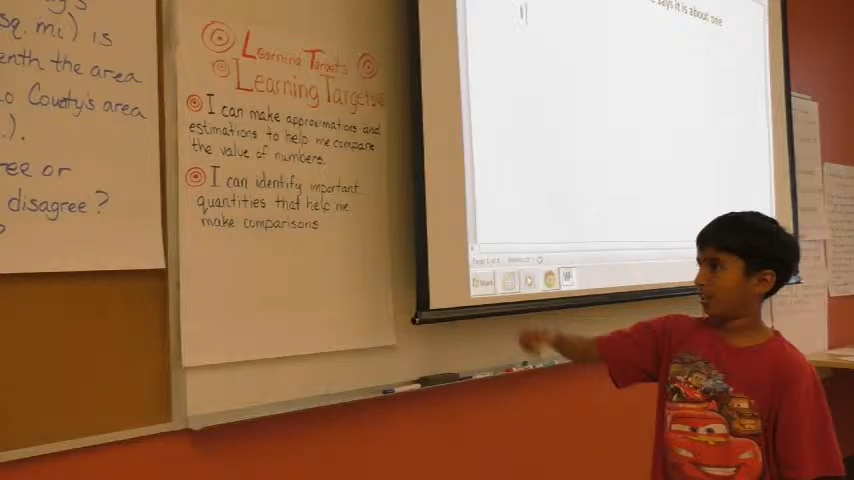 sq. mi) is
enth the area
o County's area
.).
ree or
disagree?
Learning Targets
Learning Targets
I can make approximations and
estimations to help me compare
the value of numbers.
I can identify important
quantities that help me
make comparisons
says it is about one
Start